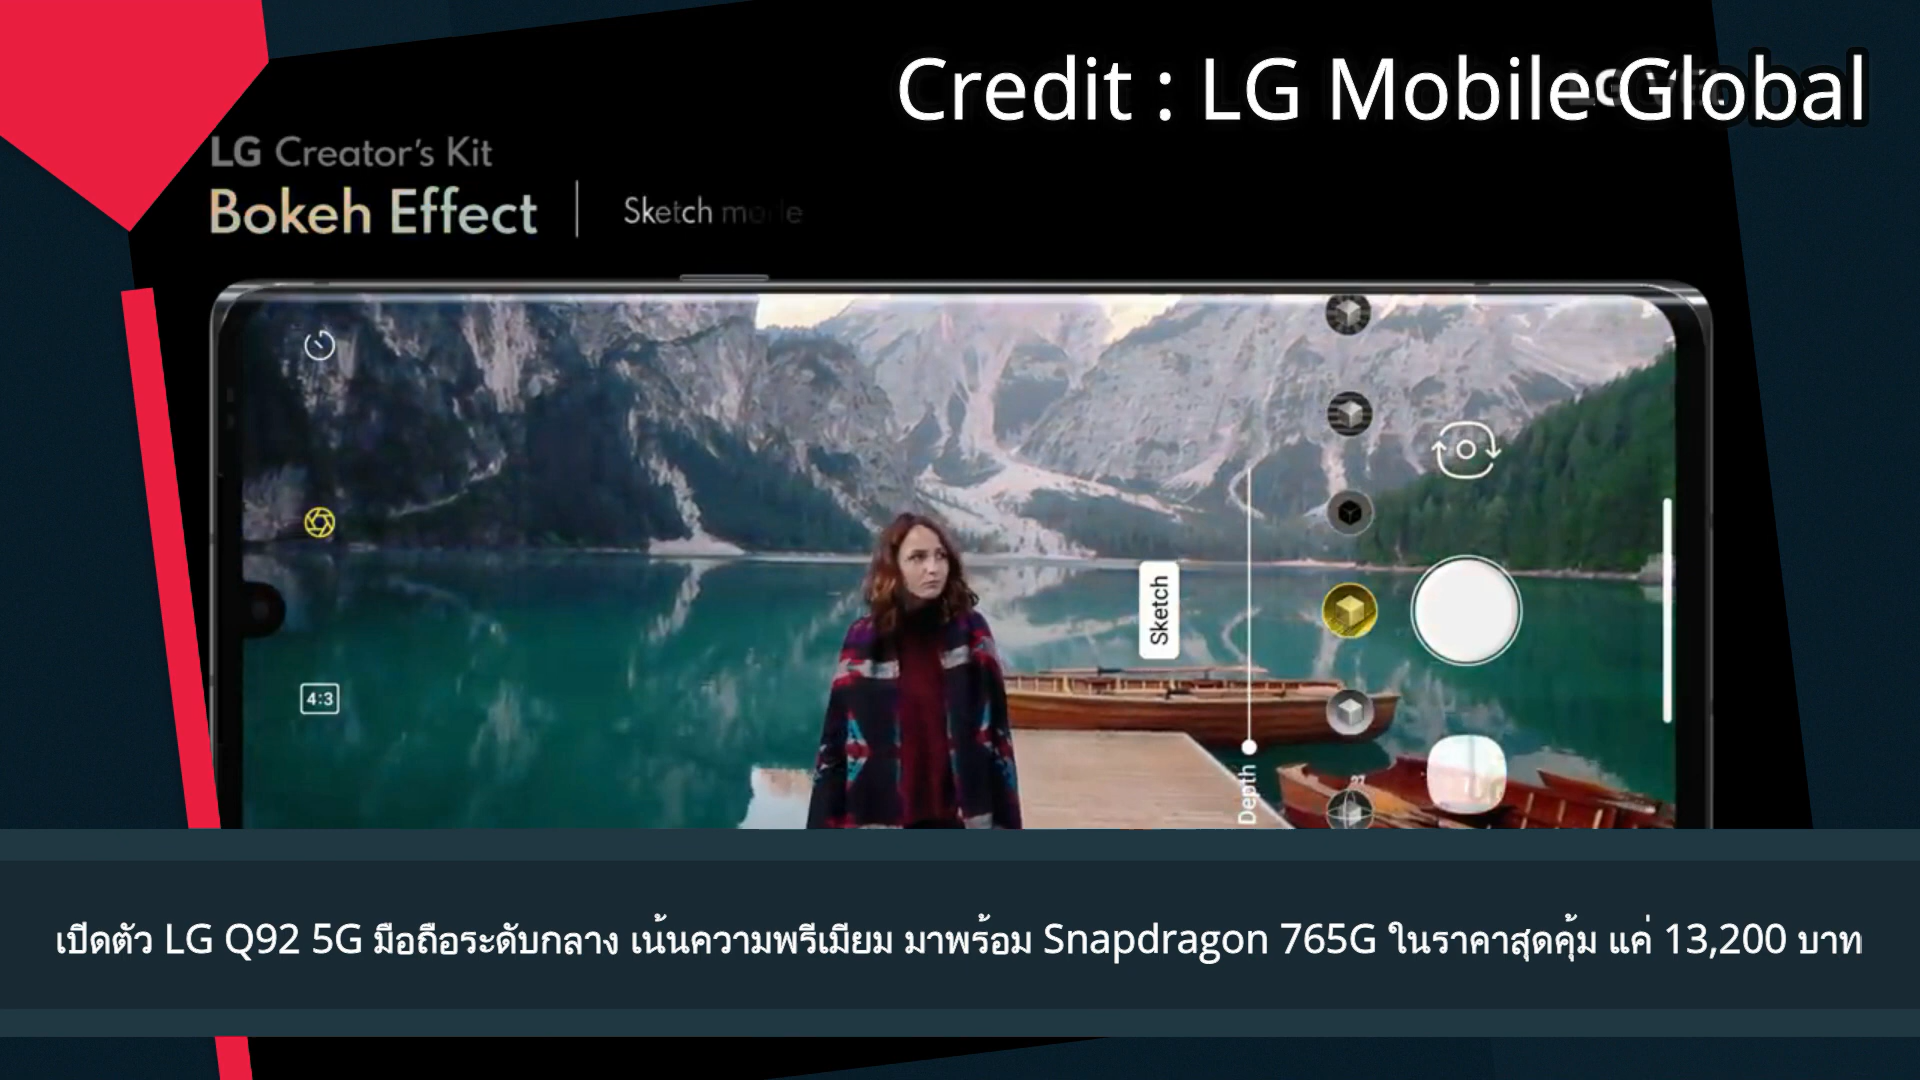 Credit : LG Mobile Global
LG Creator's Kit
Bokeh Effect
Sketch mode
Sketch
4:3
Depth
เปิดตัว LG Q92 5G มือถือระดับกลาง เน้นความพรีเมียม มาพร้อม Snapdragon 765G ในราคาสุดคุ้ม แค่ 13,200 บาท